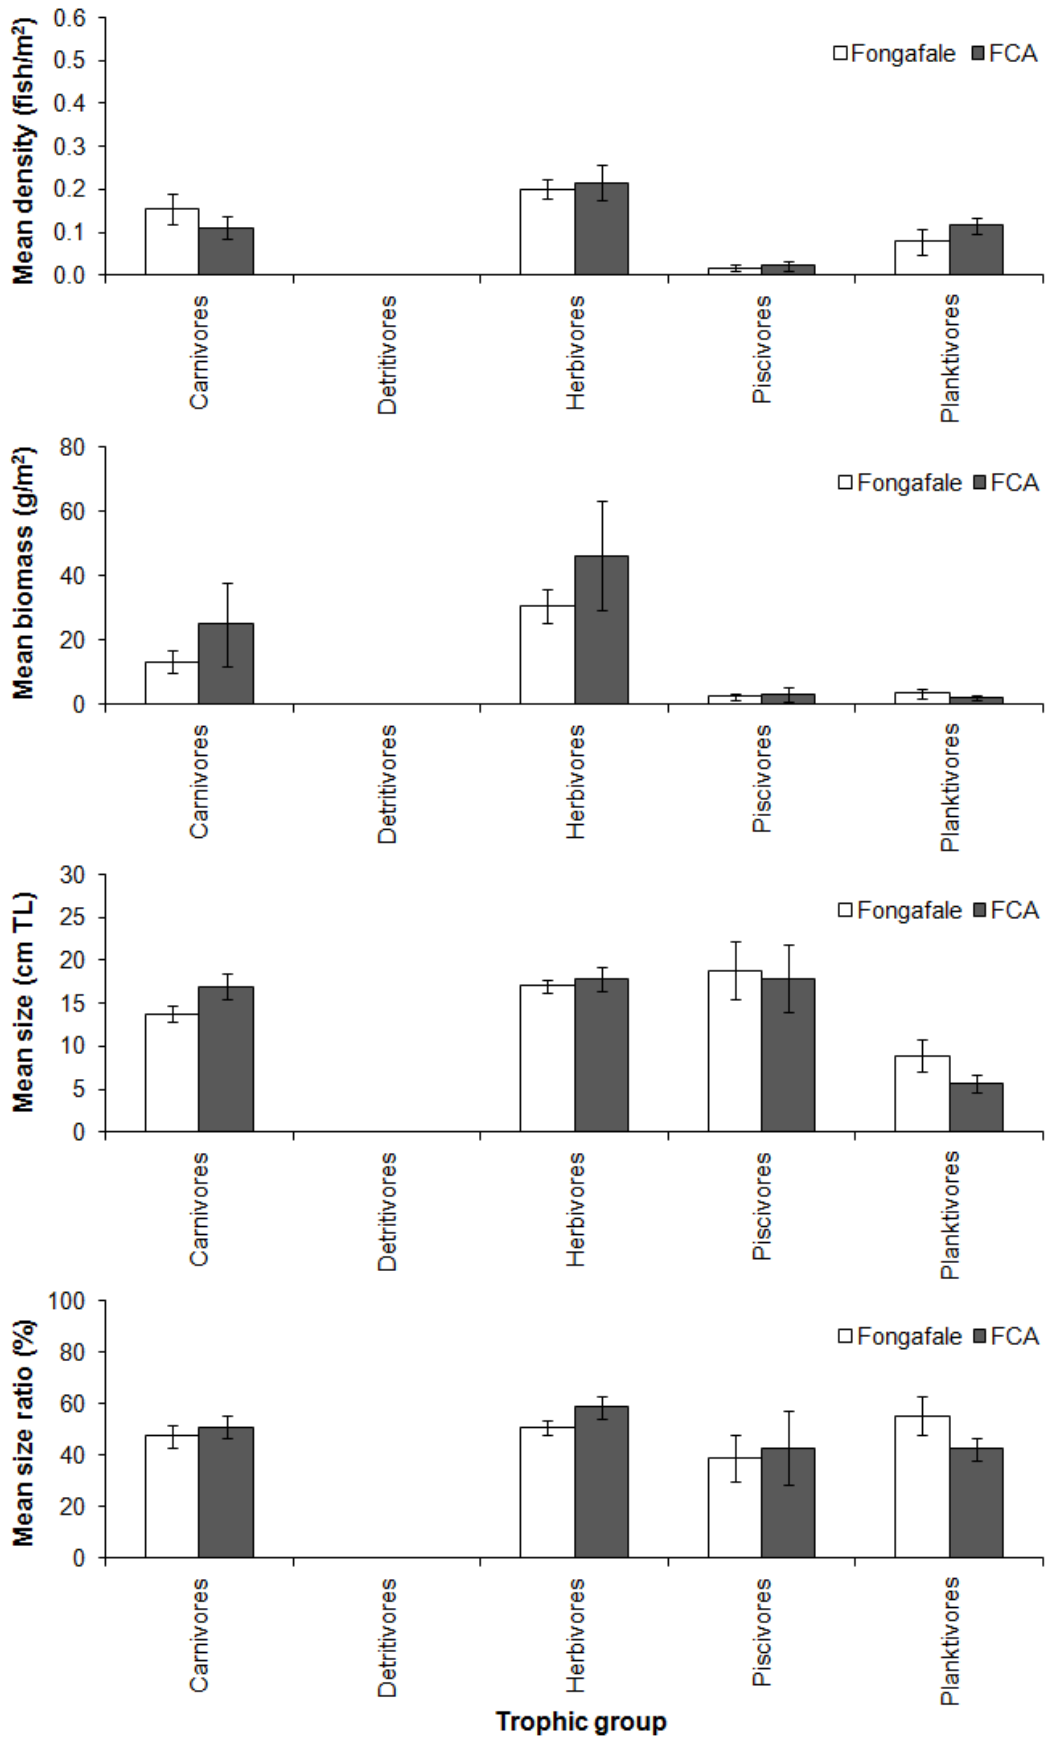 Mean density (fish/m²)
0.6
0.5
0.4
0.3
0.2
0.1
0.0
Fongafale FCA
Carnivores
Detritivores
Herbivores
Piscivores
Planktivores
Mean biomass (g/m²)
80
60
40
20
0
Fongafale FCA
Carnivores
Detritivores
Herbivores
Piscivores
Planktivores
Mean size (cm TL)
30
25
20
15
10
5
0
Fongafale FCA
Carnivores
Detritivores
Herbivores
Piscivores
Planktivores
Mean size ratio (%)
100
80
60
40
20
0
Fongafale FCA
Carnivores
Detritivores
Herbivores
Piscivores
Planktivores
Trophic group